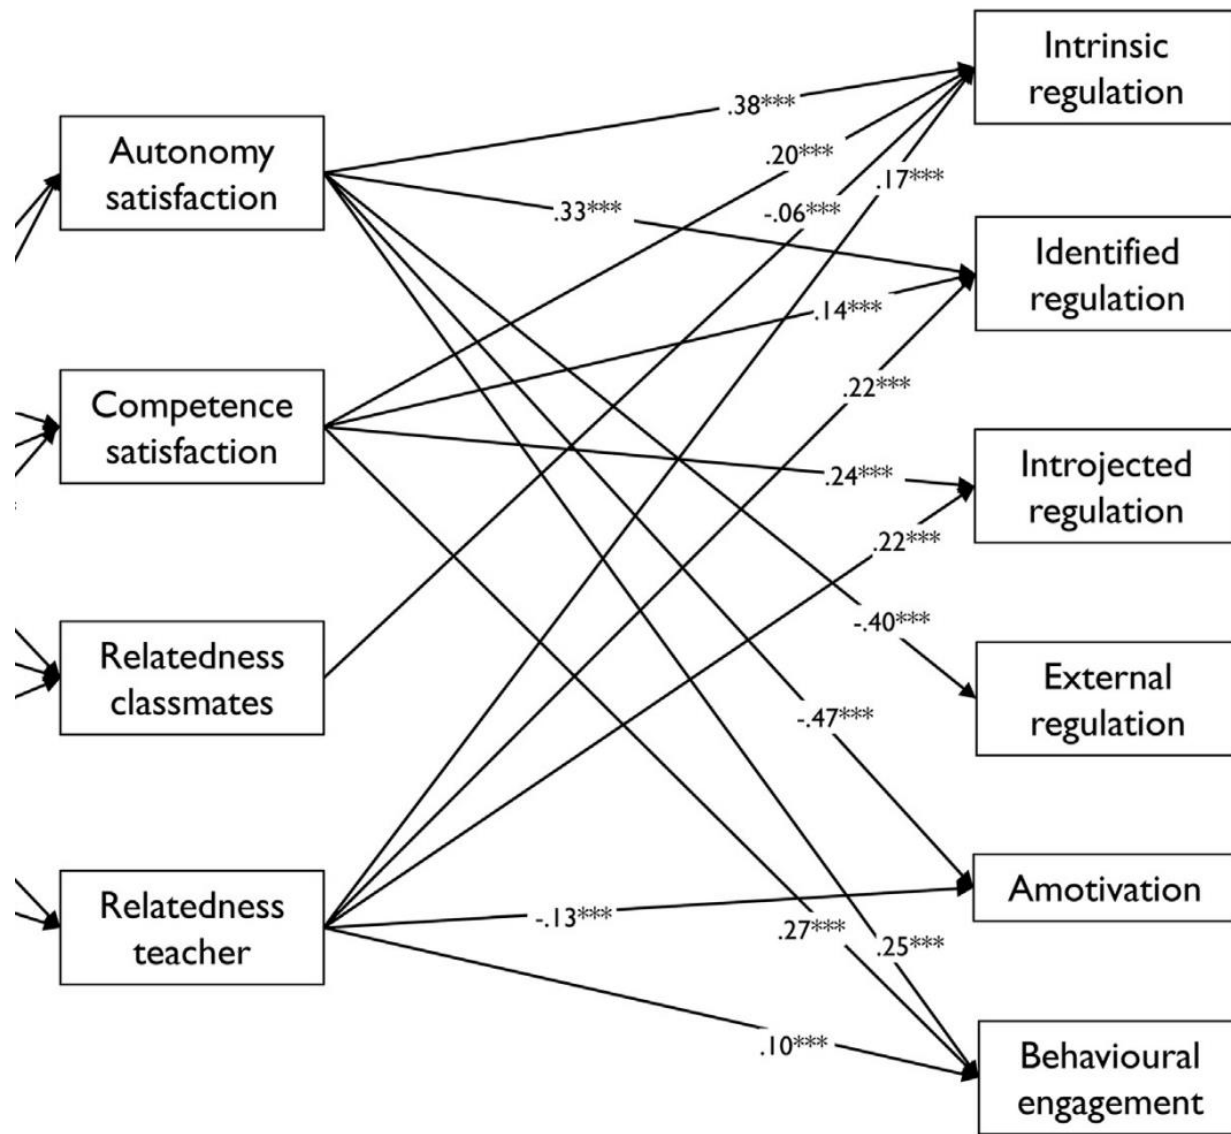 Intrinsic
regulation
.38***
Autonomy
satisfaction
.20***
.17***
.33***
-.06***
Identified
regulation
.14***
.22***
Competence
satisfaction
.24***
Introjected
regulation
.22***
-.40***
Relatedness
classmates
External
regulation
-.47***
Amotivation
Relatedness
teacher
-.13***
.27***
.25***
.10***
Behavioural
engagement